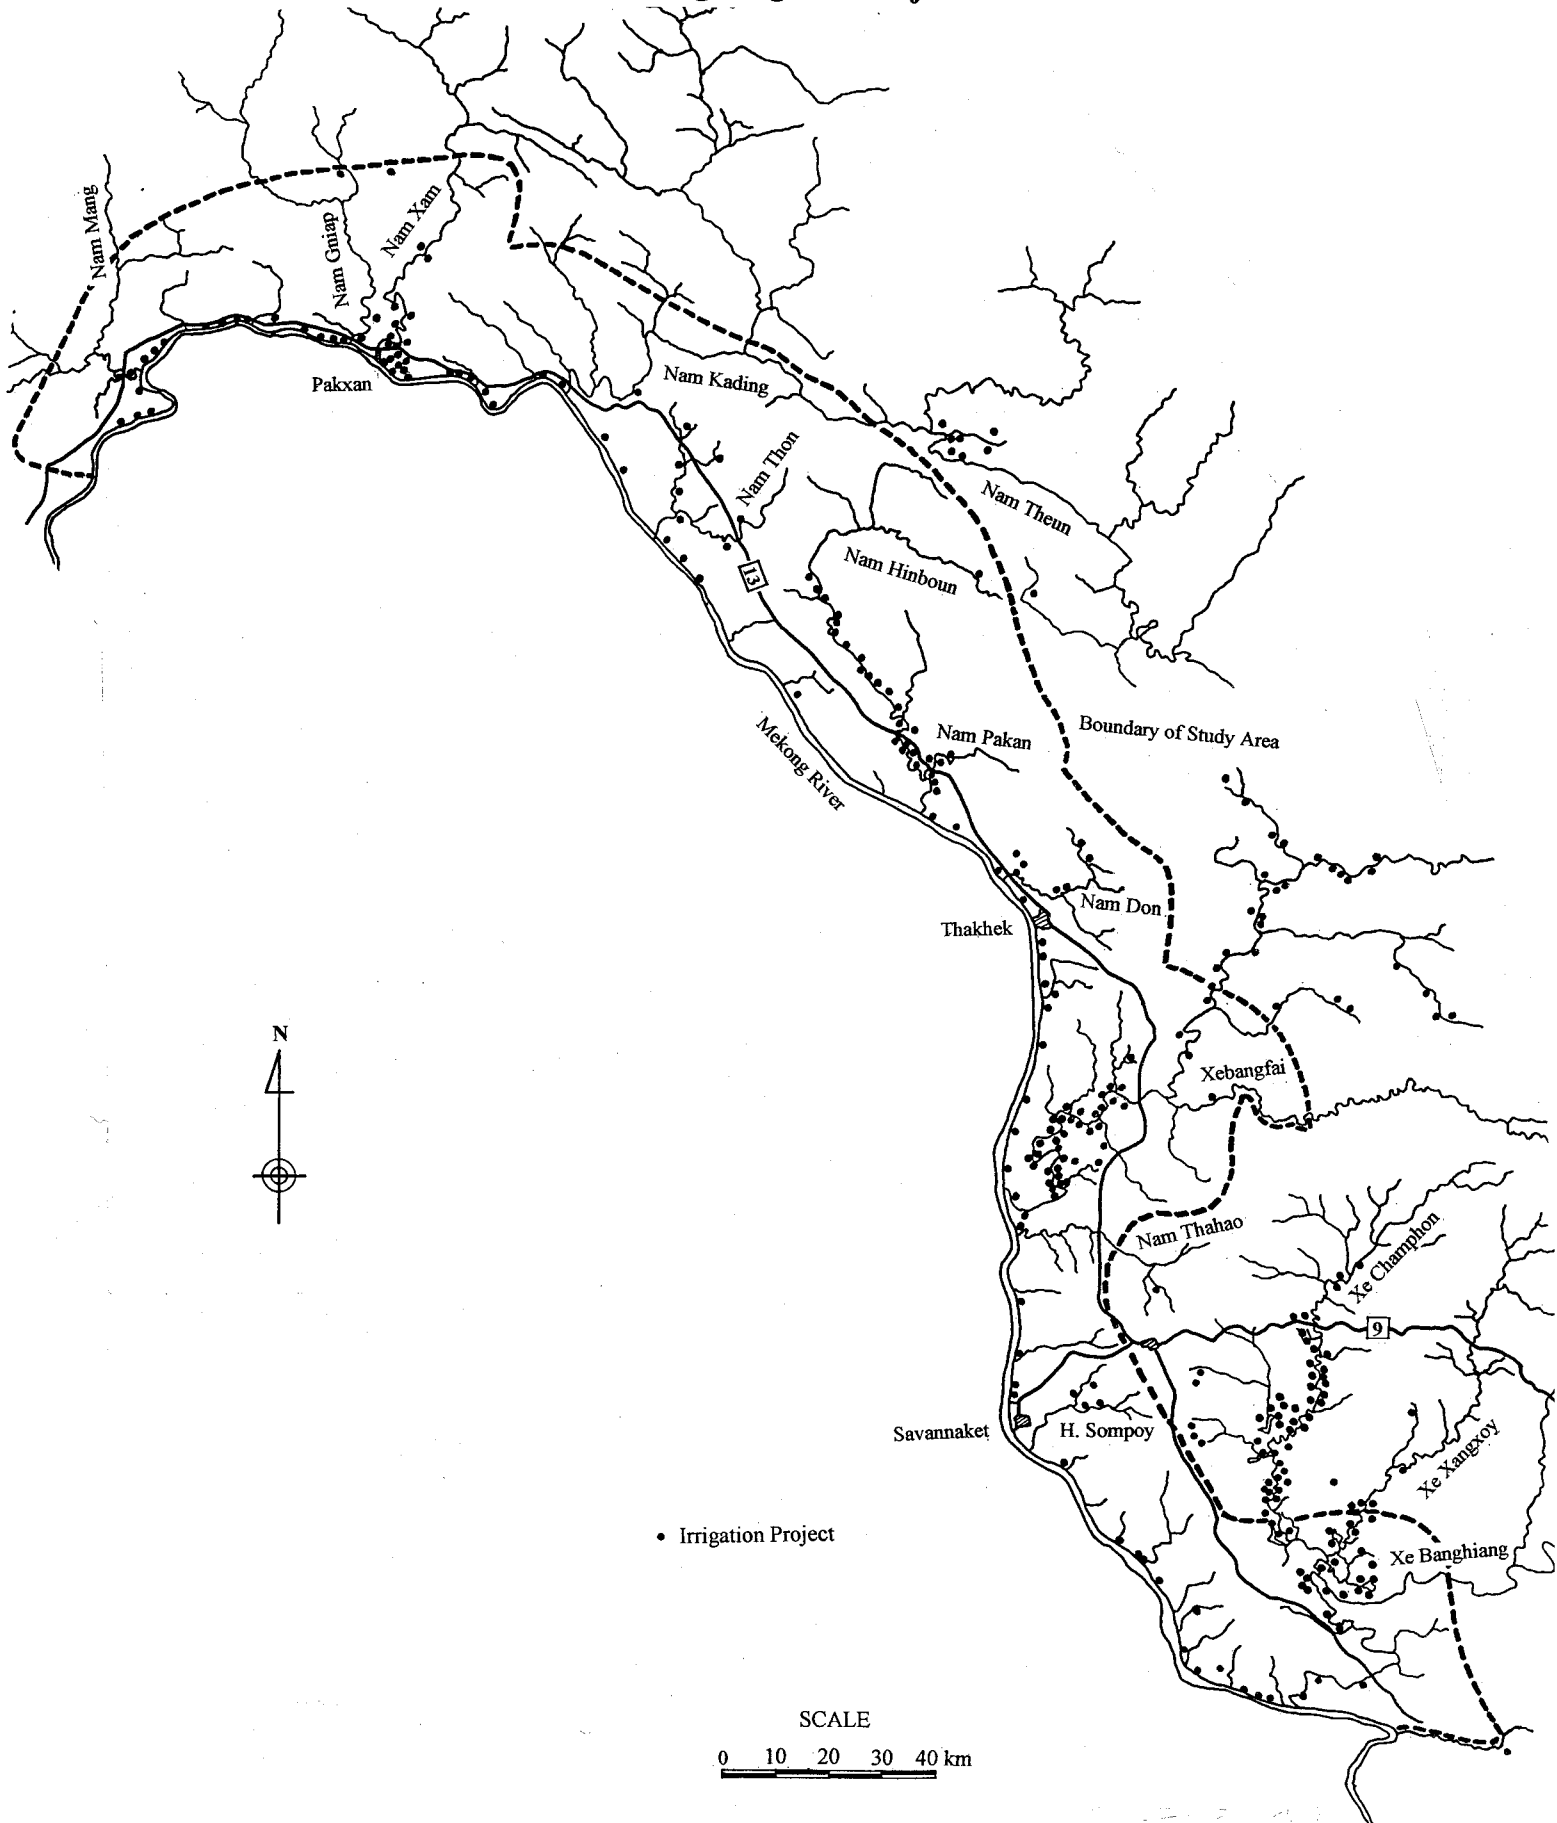 Nam Mang
Nam Gniap
Nam Xam
Pakxan
Nam Kading
Nam Thon
Nam Theun
13
Nam Hinboun
Mekong River
Nam Pakan
Boundary of Study Area
Nam Don
Thakhek
N
Xebangfai
Nam Thahao
Xe Champhon
9
Savannaket
H. Sompoy
Xe Xangxoy
Irrigation Project
Xe Banghiang
SCALE
0 10 20 30 40 km